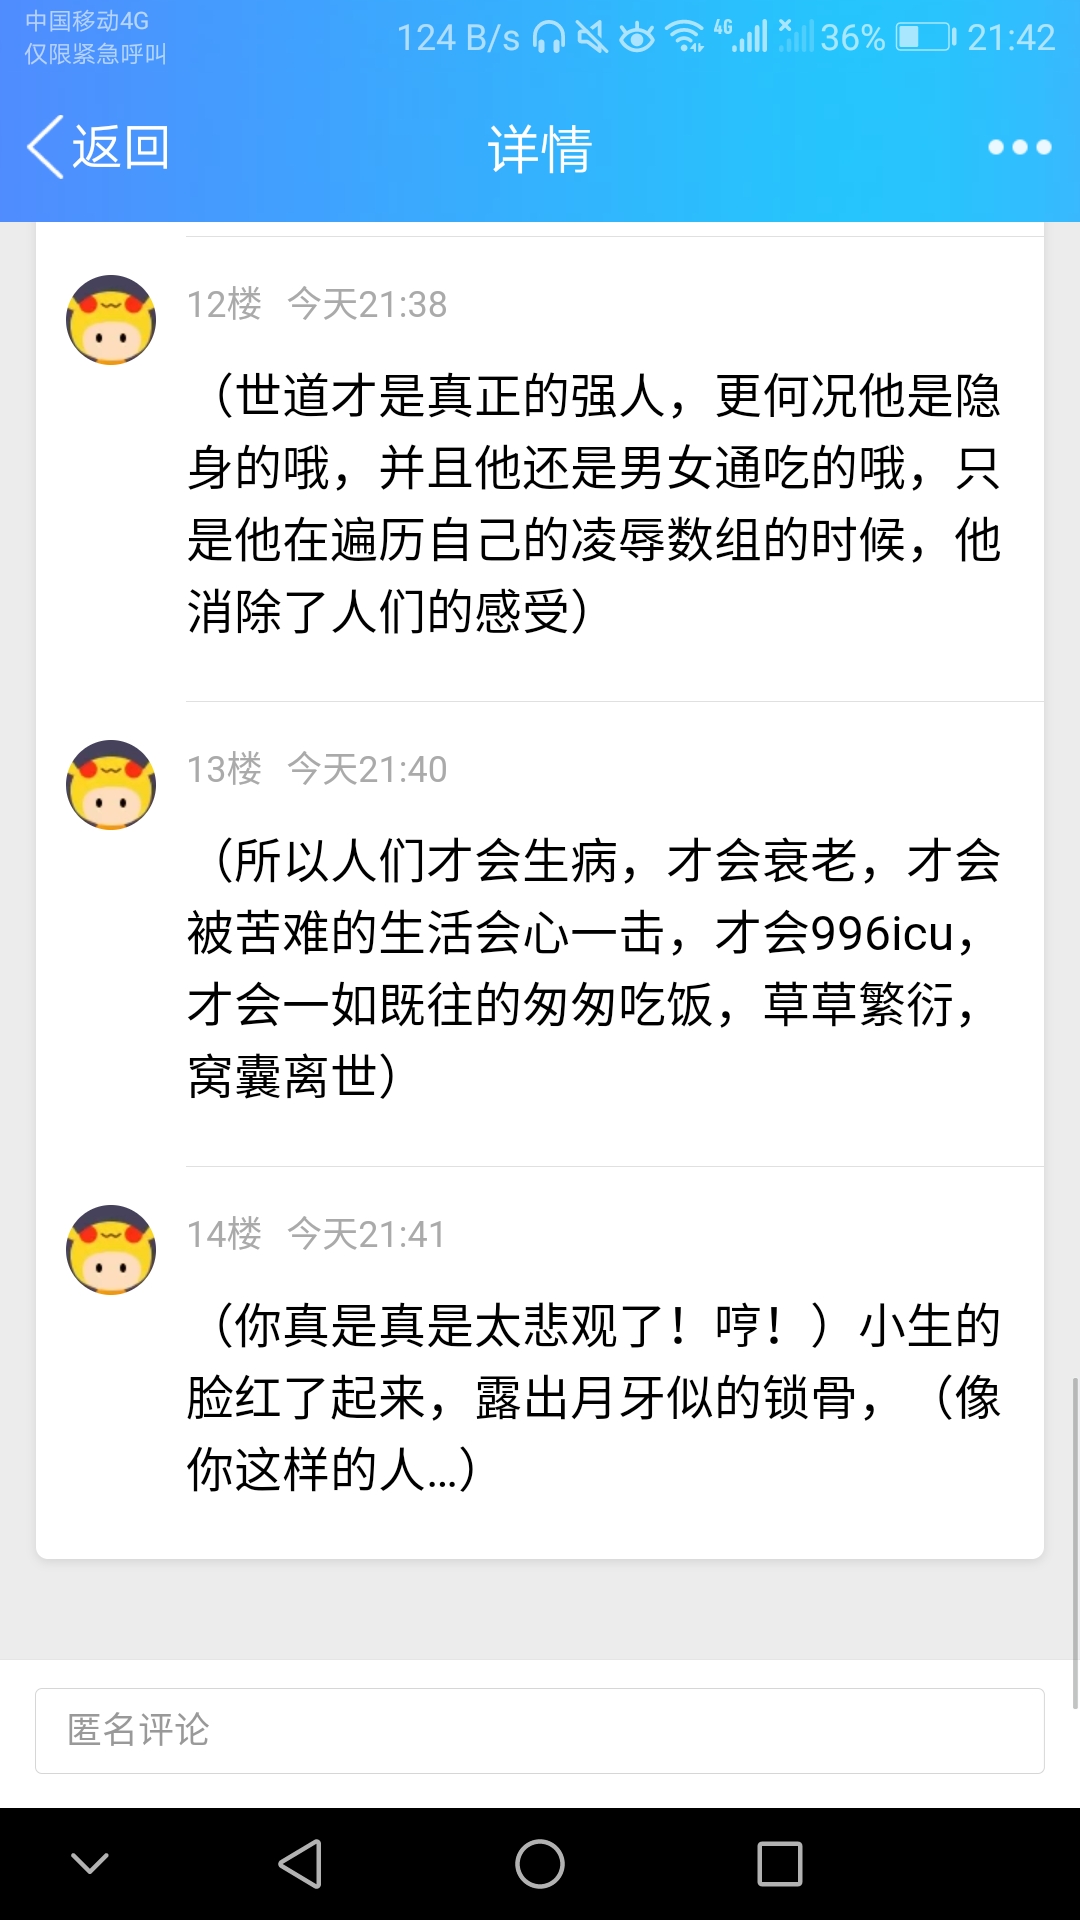 中国移动4G
仅限紧急呼叫
124 B/s 4G 36% 21:42
返回 详情
12楼 今天21:38
（世道才是真正的强人，更何况他是隐
身的哦，并且他还是男女通吃的哦，只
是他在遍历自己的凌辱数组的时候，他
消除了人们的感受）
13楼 今天21:40
（所以人们才会生病，才会衰老，才会
被苦难的生活会心一击，才会996icu，
才会一如既往的匆匆吃饭，草草繁衍，
窝囊离世）
14楼 今天21:41
（你真是真是太悲观了！哼！）小生的
脸红了起来，露出月牙似的锁骨，（像
你这样的人...）
匿名评论